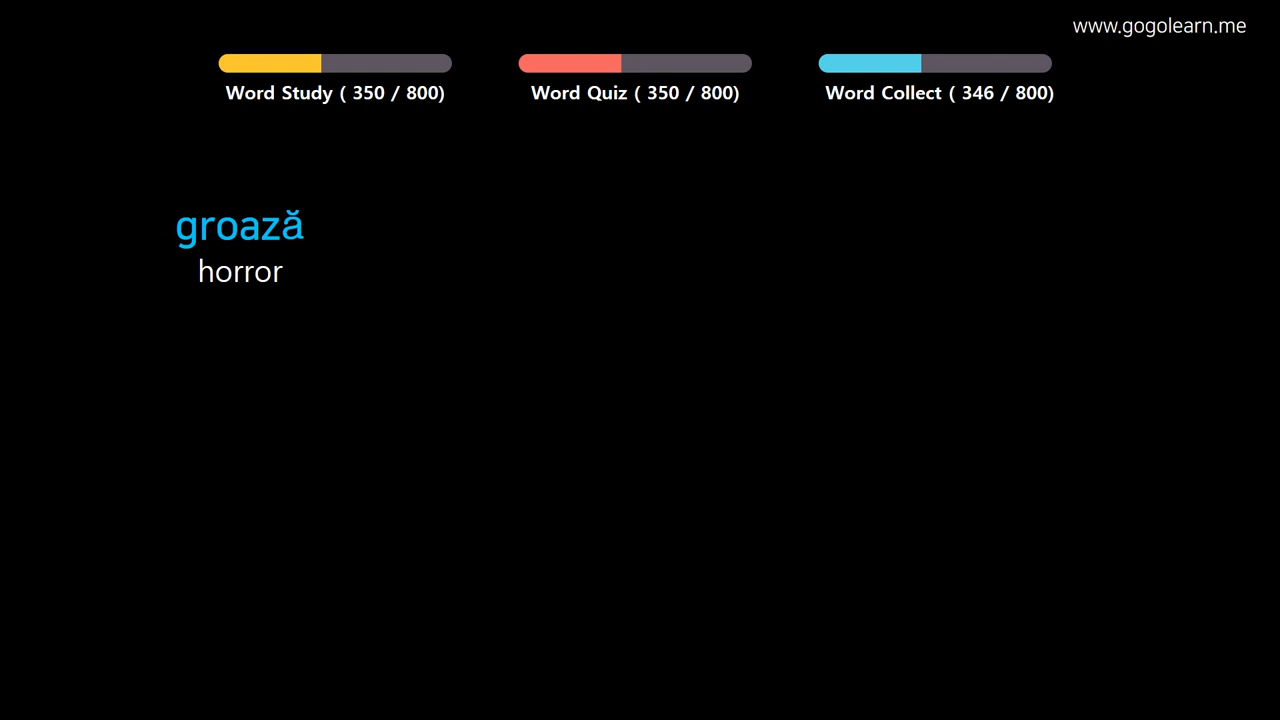 www.gogolearn.me
Word Study ( 350 / 800)
Word Quiz ( 350 / 800)
Word Collect ( 346 / 800)
groază
horror